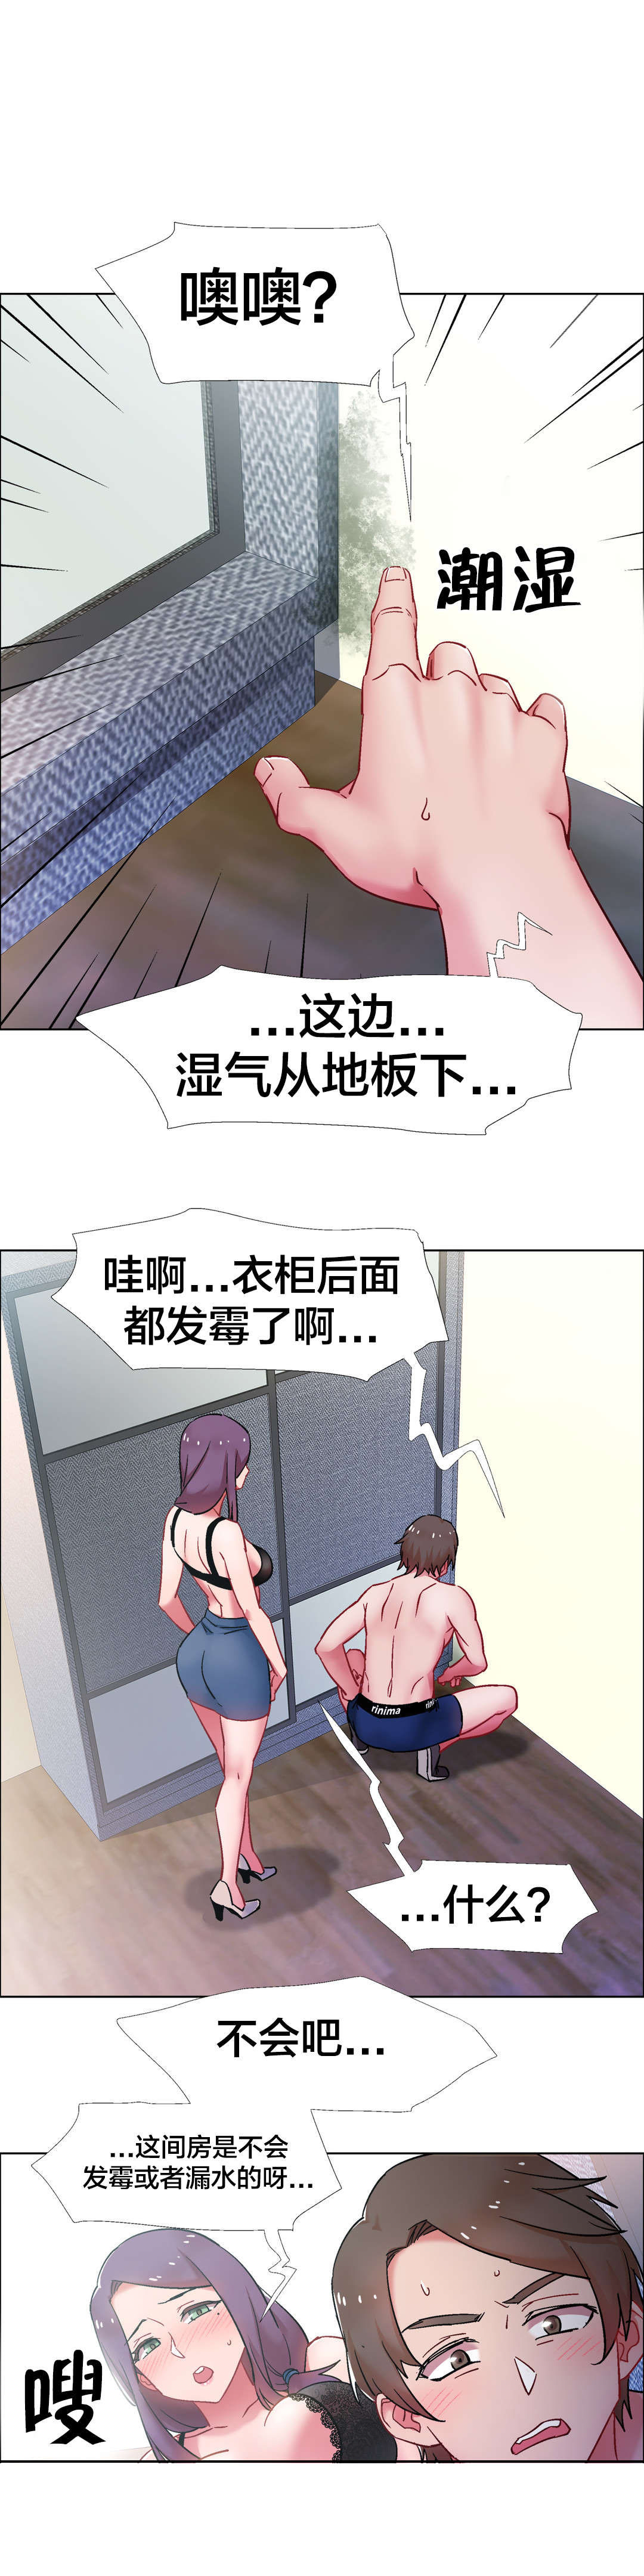 噢噢?
潮湿
...这边...
湿气从地板下...
哇啊...衣柜后面
都发霉了啊...
rinima
rini
...什么?
不会吧...
...这间房是不会
发霉或者漏水的呀...
嗖